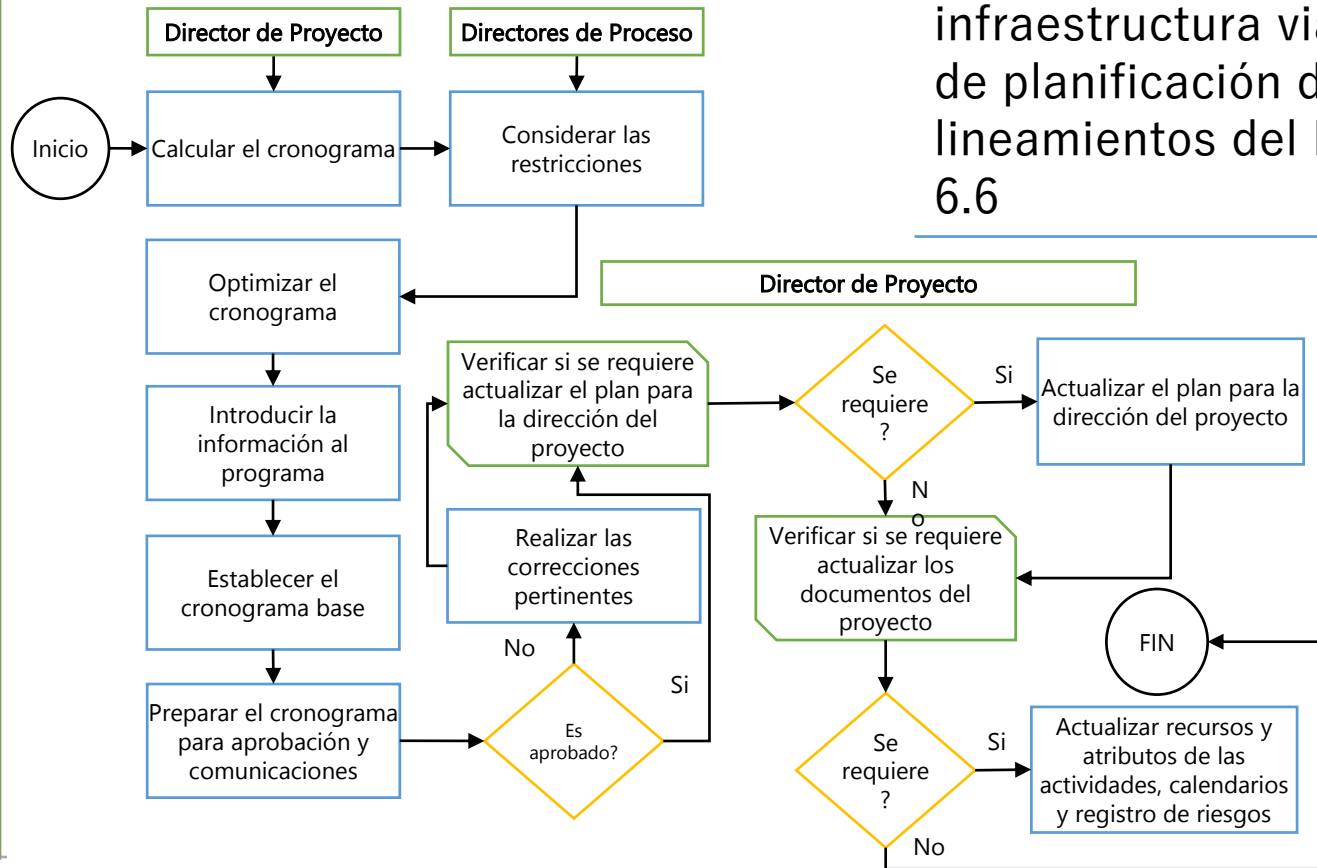 infraestructura
de planificación
lineamientos del
6.6
Director de Proyecto
Directores de Proceso
Inicio
Calcular el cronograma
Considerar las
restricciones
Optimizar el
cronograma
Director de Proyecto
Introducir la
información al
programa
Verificar si se requiere
actualizar el plan para
la dirección del
proyecto
Se
requiere
?
Si
Actualizar el plan para la
dirección del proyecto
N
o
Establecer el
cronograma base
Realizar las
correcciones
pertinentes
Verificar si se requiere
actualizar los
documentos del
proyecto
FIN
No
Si
Preparar el cronograma
para aprobación y
comunicaciones
Es
aprobado?
Se
requiere
?
Si
Actualizar recursos y
atributos de las
actividades, calendarios
y registro de riesgos
No